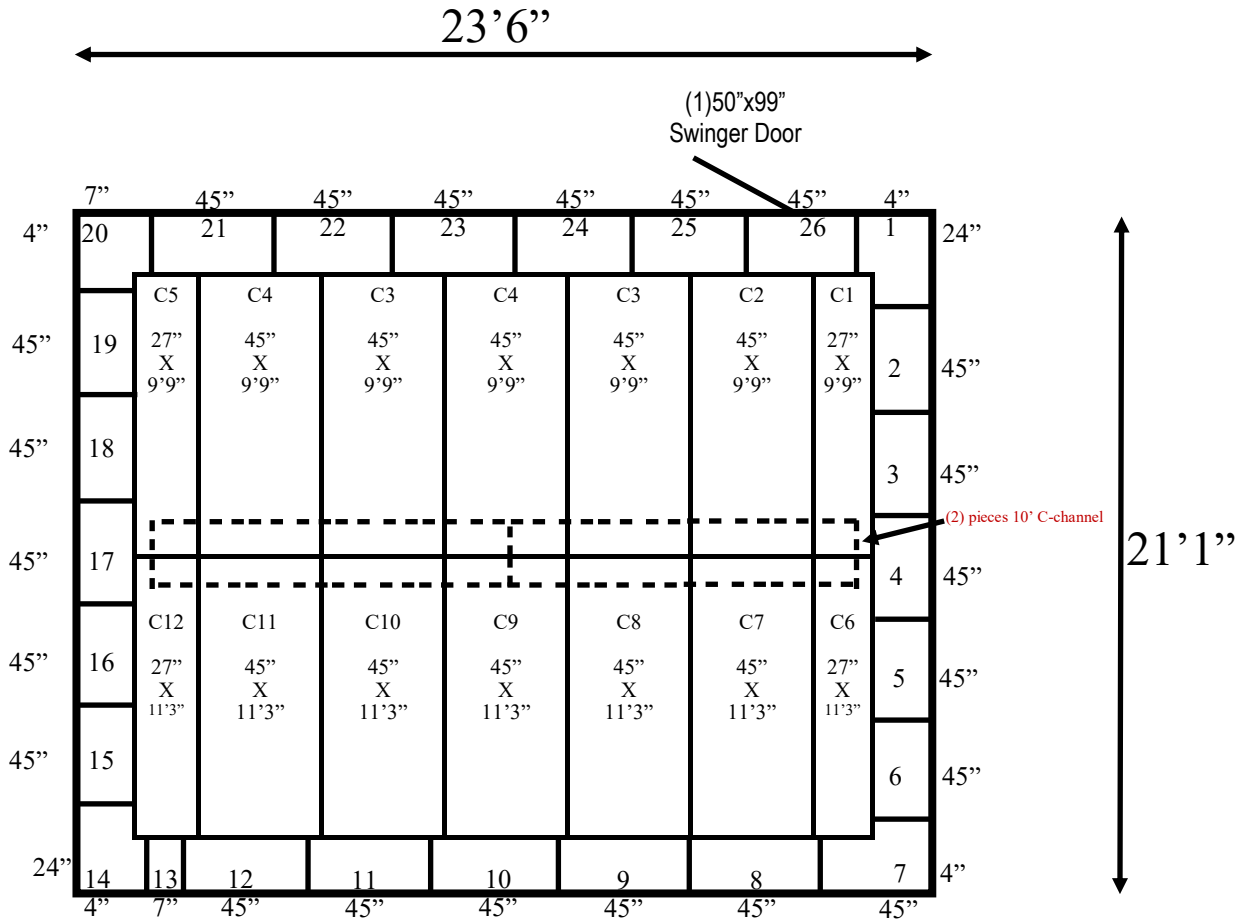 23’6”
(1)50”x99”
Swinger Door
7” 45” 45” 45” 45” 45” 45” 4”
4” 20 21 22 23 24 25 26 1 24”
C5 C4 C3 C4 C3 C2 C1
27” 45” 45” 45” 45” 45” 27”
X X X X X X X
9’9” 9’9” 9’9” 9’9” 9’9” 9’9” 9’9”
45” 19 2 45”
45” 18 3 45”
(2) pieces 10’ C-channel
45” 17 4 45”
21’1”
C12 C11 C10 C9 C8 C7 C6
27” 45” 45” 45” 45” 45” 27”
X X X X X X X
11’3” 11’3” 11’3” 11’3” 11’3” 11’3” 11’3”
45” 16 5 45”
45” 15 6 45”
24” 14 13 12 11 10 9 8 7 4”
4” 7” 45” 45” 45” 45” 45” 45”